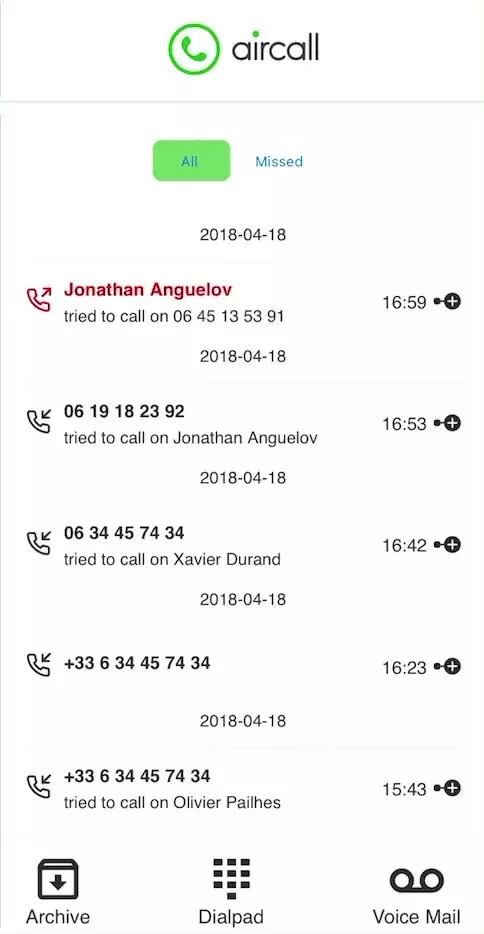 aircall
All Missed
2018-04-18
Jonathan Anguelov
tried to call on 06 45 13 53 91
16:59
2018-04-18
06 19 18 23 92
tried to call on Jonathan Anguelov
16:53
2018-04-18
06 34 45 74 34
tried to call on Xavier Durand
16:42
2018-04-18
+33 6 34 45 74 34
16:23
2018-04-18
+33 6 34 45 74 34
tried to call on Olivier Pailhes
15:43
Archive Dialpad Voice Mail